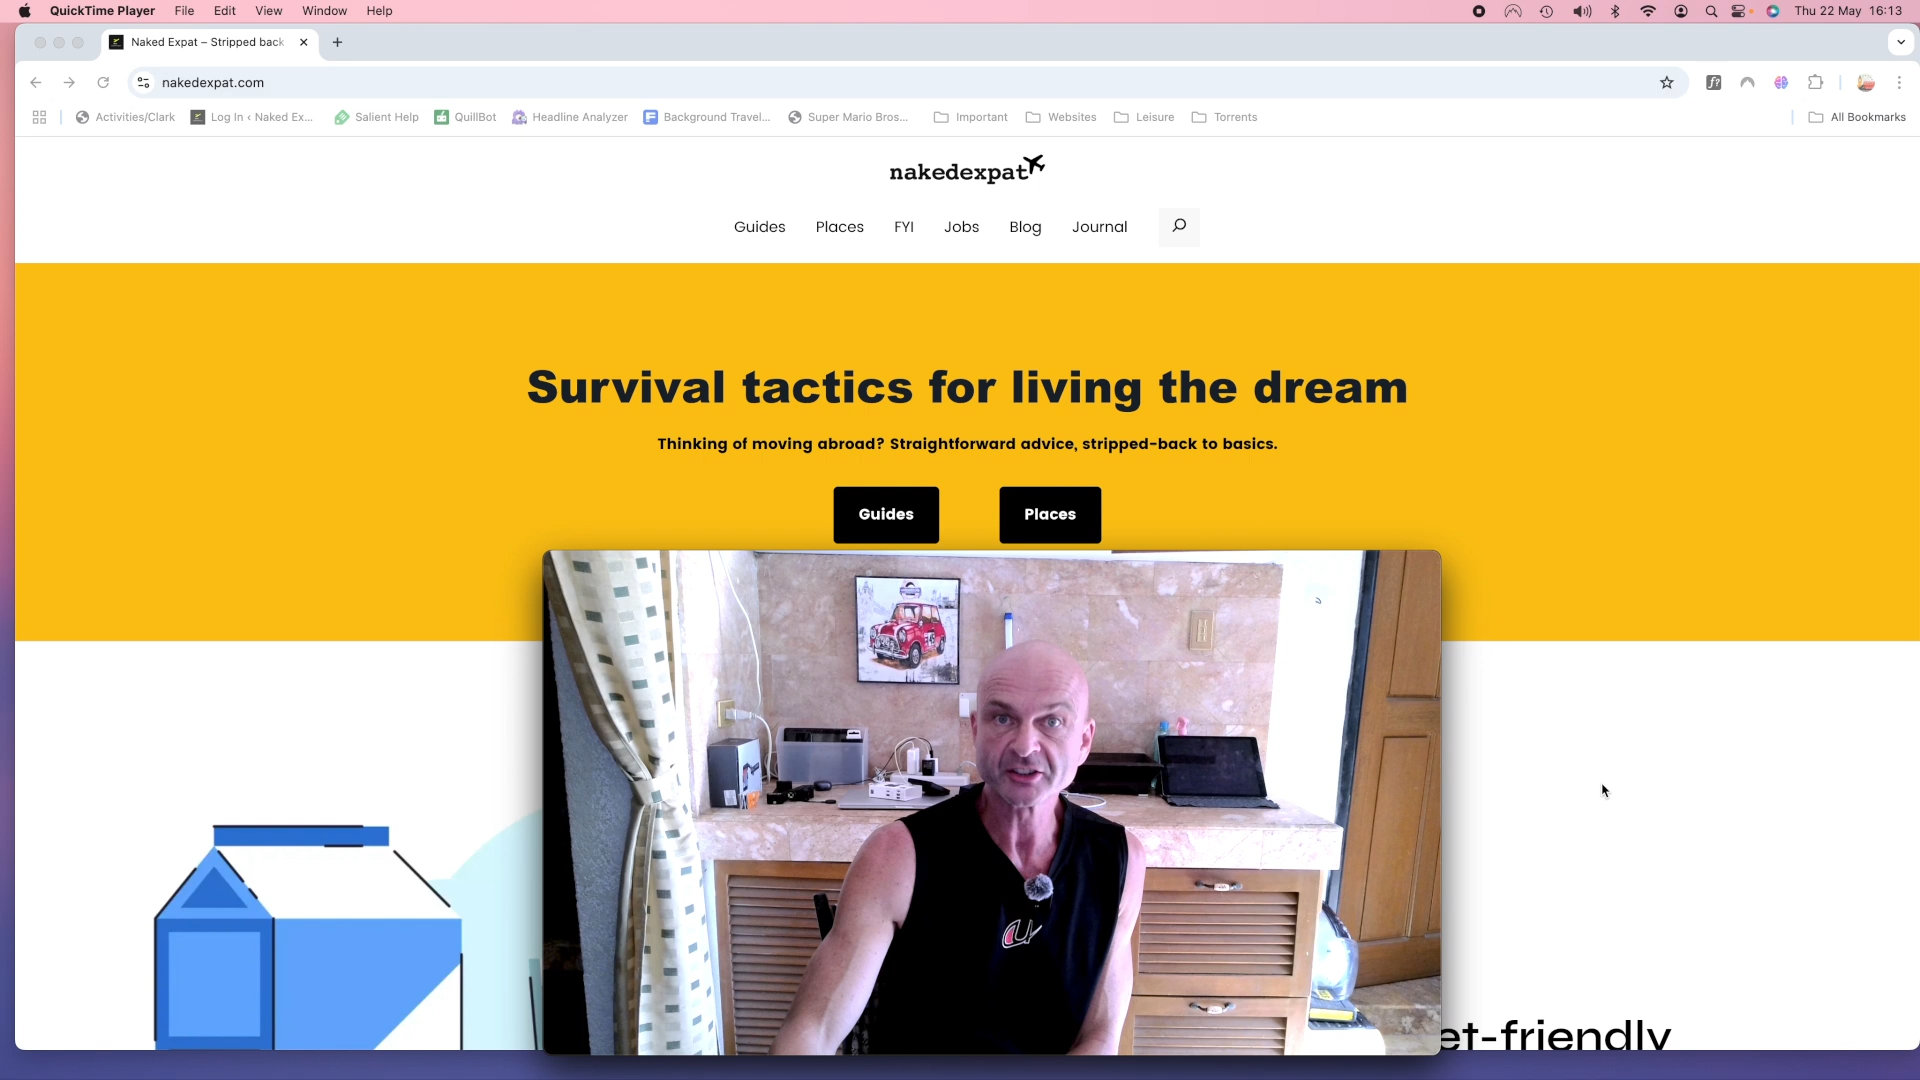 QuickTime Player File Edit View Window Help Thu 22 May 16:13
Naked Expat – Stripped back
nakedexpat.com
Activities/Clark Log In ‹ Naked Ex... Salient Help QuillBot Headline Analyzer Background Travel... Super Mario Bros... Important Websites Leisure Torrents All Bookmarks
nakedexpat
Guides Places FYI Jobs Blog Journal
Survival tactics for living the dream
Thinking of moving abroad? Straightforward advice, stripped-back to basics.
Guides Places
et-friendly